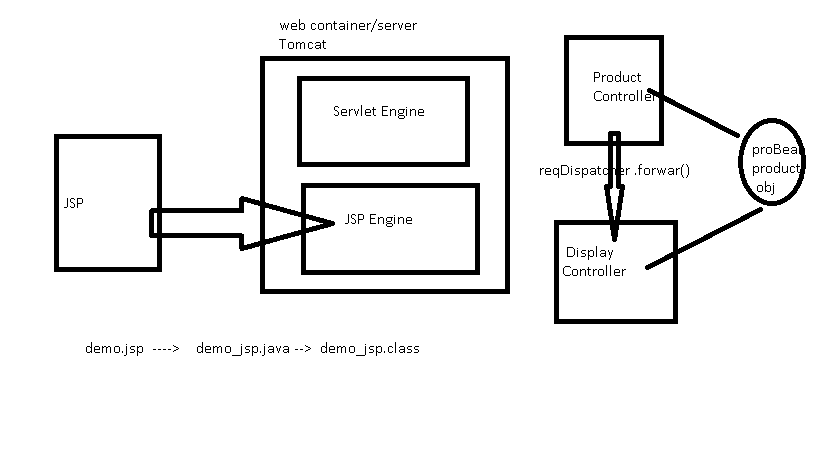 web container/server
Tomcat
Servlet Engine
JSP
JSP Engine
demo.jsp ----> demo_jsp.java --> demo_jsp.class
Product
Controller
reqDispatcher .forwar()
proBean
product
obj
Display
Controller